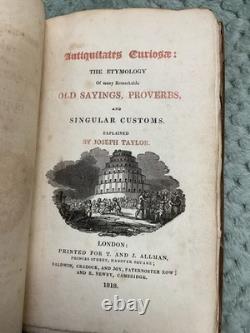 Antiquitates Curiosæ:
THE ETYMOLOGY
Of many Remarkable
OLD SAYINGS, PROVERBS,
AND
SINGULAR CUSTOMS.
EXPLAINED
BY JOSEPH TAYLOR.
LONDON:
PRINTED FOR T. AND J. ALLMAN,
PRINCES STREET, HANOVER SQUARE;
BALDWIN, CRADOCK, AND JOY, PATERNOSTER ROW;
AND R. NEWBY, CAMBRIDGE.
1818.